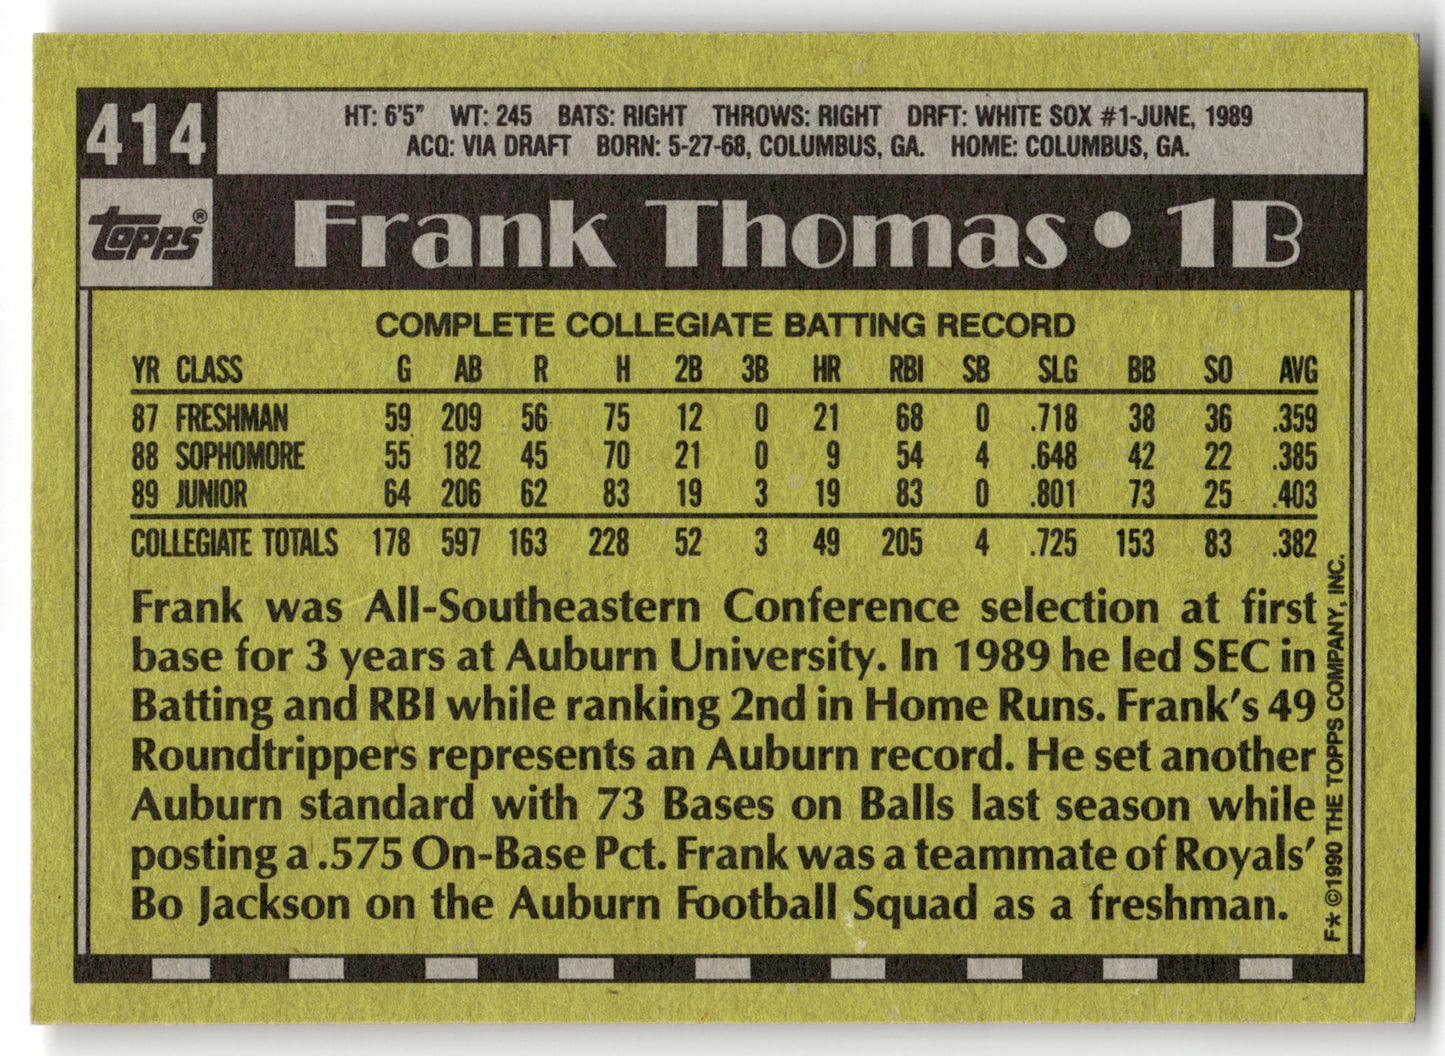 414
HT: 6'5" WT: 245 BATS: RIGHT THROWS: RIGHT DRFT: WHITE SOX #1-JUNE, 1989
ACQ: VIA DRAFT BORN: 5-27-68, COLUMBUS, GA. HOME: COLUMBUS, GA.
topps®
Frank Thomas • 1B
COMPLETE COLLEGIATE BATTING RECORD
YR CLASS G AB R H 2B 3B HR RBI SB SLG BB SO AVG
87 FRESHMAN 59 209 56 75 12 0 21 68 0 .718 38 36 .359
88 SOPHOMORE 55 182 45 70 21 0 9 54 4 .648 42 22 .385
89 JUNIOR 64 206 62 83 19 3 19 83 0 .801 73 25 .403
COLLEGIATE TOTALS 178 597 163 228 52 3 49 205 4 .725 153 83 .382
Frank was All-Southeastern Conference selection at first
base for 3 years at Auburn University. In 1989 he led SEC in
Batting and RBI while ranking 2nd in Home Runs. Frank's 49
Roundtrippers represents an Auburn record. He set another
Auburn standard with 73 Bases on Balls last season while
posting a .575 On-Base Pct. Frank was a teammate of Royals'
Bo Jackson on the Auburn Football Squad as a freshman.
F* ©1990 THE TOPPS COMPANY, INC.